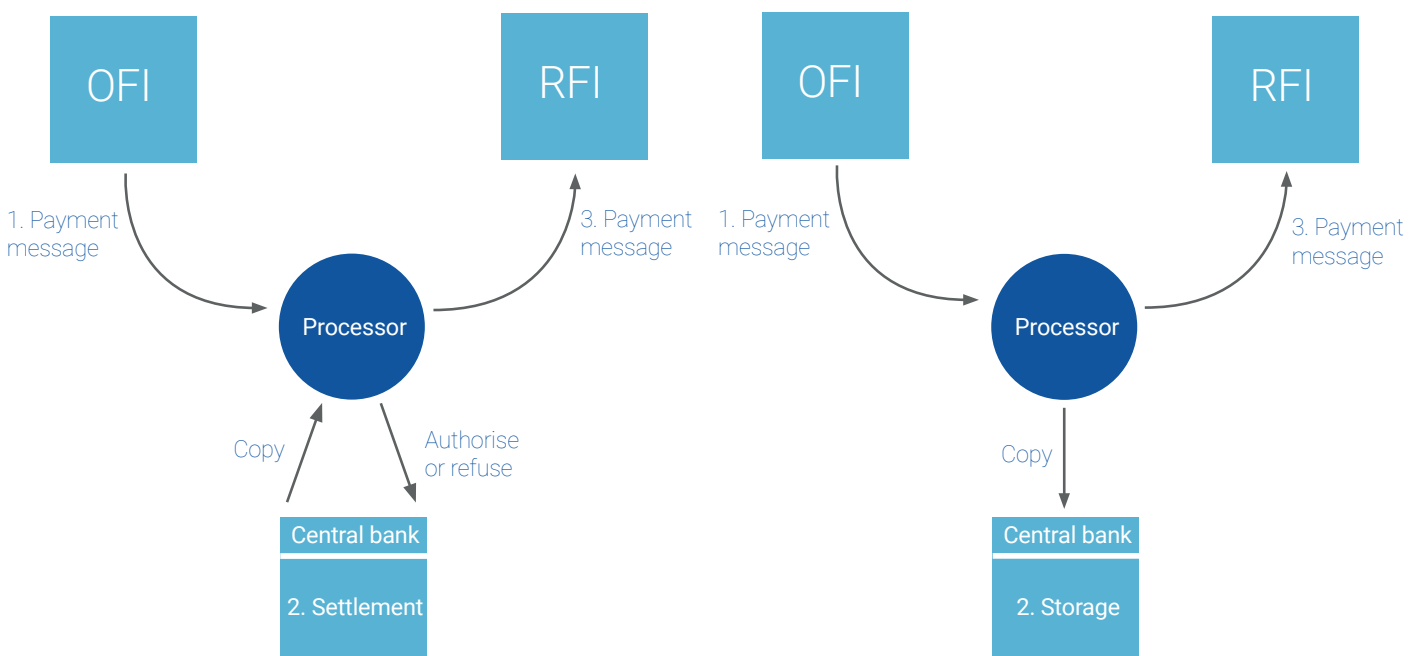 OFI
RFI
1. Payment
message
3. Payment
message
Processor
Copy
Authorise
or refuse
Central bank
2. Settlement
OFI
RFI
1. Payment
message
3. Payment
message
Processor
Copy
Central bank
2. Storage